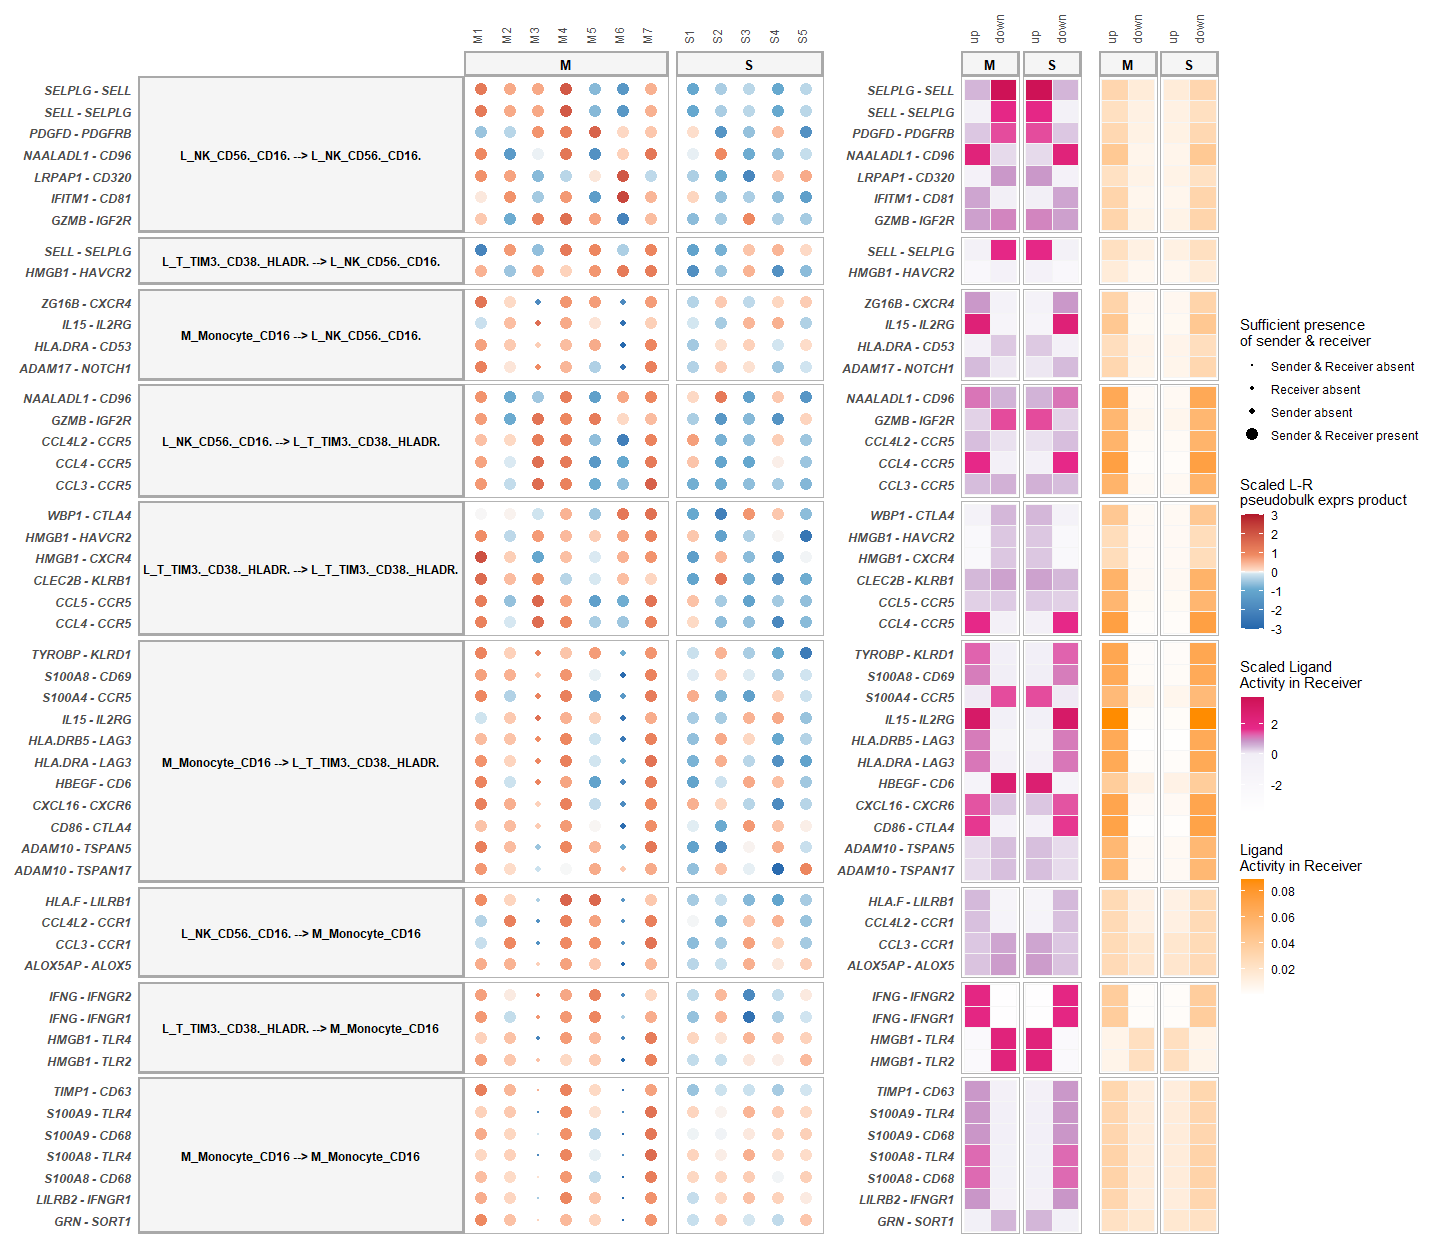 M1 M2 M3 M4 M5 M6 M7 S1 S2 S3 S4 S5 up down up down up down up down
M S M S M S
SELPLG - SELL SELPLG - SELL
SELL - SELPLG SELL - SELPLG
PDGFD - PDGFRB PDGFD - PDGFRB
NAALADL1 - CD96 NAALADL1 - CD96
L_NK_CD56._CD16. --> L_NK_CD56._CD16.
LRPAP1 - CD320 LRPAP1 - CD320
IFITM1 - CD81 IFITM1 - CD81
GZMB - IGF2R GZMB - IGF2R
SELL - SELPLG SELL - SELPLG
L_T_TIM3._CD38._HLADR. --> L_NK_CD56._CD16.
HMGB1 - HAVCR2 HMGB1 - HAVCR2
ZG16B - CXCR4 ZG16B - CXCR4
IL15 - IL2RG IL15 - IL2RG
M_Monocyte_CD16 --> L_NK_CD56._CD16.
HLA.DRA - CD53 HLA.DRA - CD53
ADAM17 - NOTCH1 ADAM17 - NOTCH1
NAALADL1 - CD96 NAALADL1 - CD96
GZMB - IGF2R GZMB - IGF2R
CCL4L2 - CCR5 L_NK_CD56._CD16. --> L_T_TIM3._CD38._HLADR. CCL4L2 - CCR5
CCL4 - CCR5 CCL4 - CCR5
CCL3 - CCR5 CCL3 - CCR5
WBP1 - CTLA4 WBP1 - CTLA4
HMGB1 - HAVCR2 HMGB1 - HAVCR2
HMGB1 - CXCR4 HMGB1 - CXCR4
L_T_TIM3._CD38._HLADR. --> L_T_TIM3._CD38._HLADR.
CLEC2B - KLRB1 CLEC2B - KLRB1
CCL5 - CCR5 CCL5 - CCR5
CCL4 - CCR5 CCL4 - CCR5
TYROBP - KLRD1 TYROBP - KLRD1
S100A8 - CD69 S100A8 - CD69
S100A4 - CCR5 S100A4 - CCR5
IL15 - IL2RG IL15 - IL2RG
HLA.DRB5 - LAG3 HLA.DRB5 - LAG3
HLA.DRA - LAG3 M_Monocyte_CD16 --> L_T_TIM3._CD38._HLADR. HLA.DRA - LAG3
HBEGF - CD6 HBEGF - CD6
CXCL16 - CXCR6 CXCL16 - CXCR6
CD86 - CTLA4 CD86 - CTLA4
ADAM10 - TSPAN5 ADAM10 - TSPAN5
ADAM10 - TSPAN17 ADAM10 - TSPAN17
HLA.F - LILRB1 HLA.F - LILRB1
CCL4L2 - CCR1 CCL4L2 - CCR1
L_NK_CD56._CD16. --> M_Monocyte_CD16
CCL3 - CCR1 CCL3 - CCR1
ALOX5AP - ALOX5 ALOX5AP - ALOX5
IFNG - IFNGR2 IFNG - IFNGR2
IFNG - IFNGR1 IFNG - IFNGR1
L_T_TIM3._CD38._HLADR. --> M_Monocyte_CD16
HMGB1 - TLR4 HMGB1 - TLR4
HMGB1 - TLR2 HMGB1 - TLR2
TIMP1 - CD63 TIMP1 - CD63
S100A9 - TLR4 S100A9 - TLR4
S100A9 - CD68 S100A9 - CD68
S100A8 - TLR4 M_Monocyte_CD16 --> M_Monocyte_CD16 S100A8 - TLR4
S100A8 - CD68 S100A8 - CD68
LILRB2 - IFNGR1 LILRB2 - IFNGR1
GRN - SORT1 GRN - SORT1
Sufficient presence
of sender & receiver
Sender & Receiver absent
Receiver absent
Sender absent
Sender & Receiver present
Scaled L-R
pseudobulk exprs product
3
2
1
0
-1
-2
-3
Scaled Ligand
Activity in Receiver
2
0
-2
Ligand
Activity in Receiver
0.08
0.06
0.04
0.02